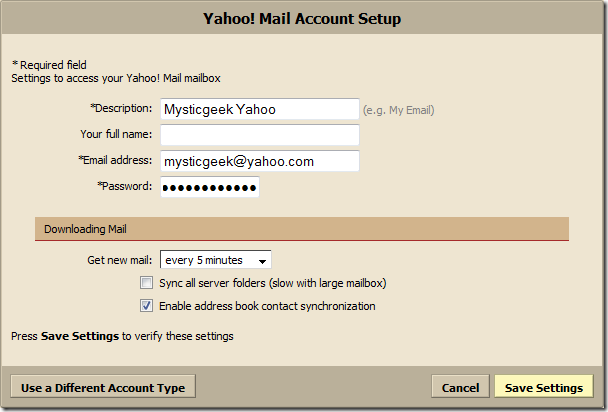 Yahoo! Mail Account Setup
* Required field
Settings to access your Yahoo! Mail mailbox
*Description: Mysticgeek Yahoo (e.g. My Email)
Your full name:
*Email address: mysticgeek@yahoo.com
*Password: ●●●●●●●●●●●●
Downloading Mail
Get new mail: every 5 minutes
Sync all server folders (slow with large mailbox)
Enable address book contact synchronization
Press Save Settings to verify these settings
Use a Different Account Type Cancel Save Settings